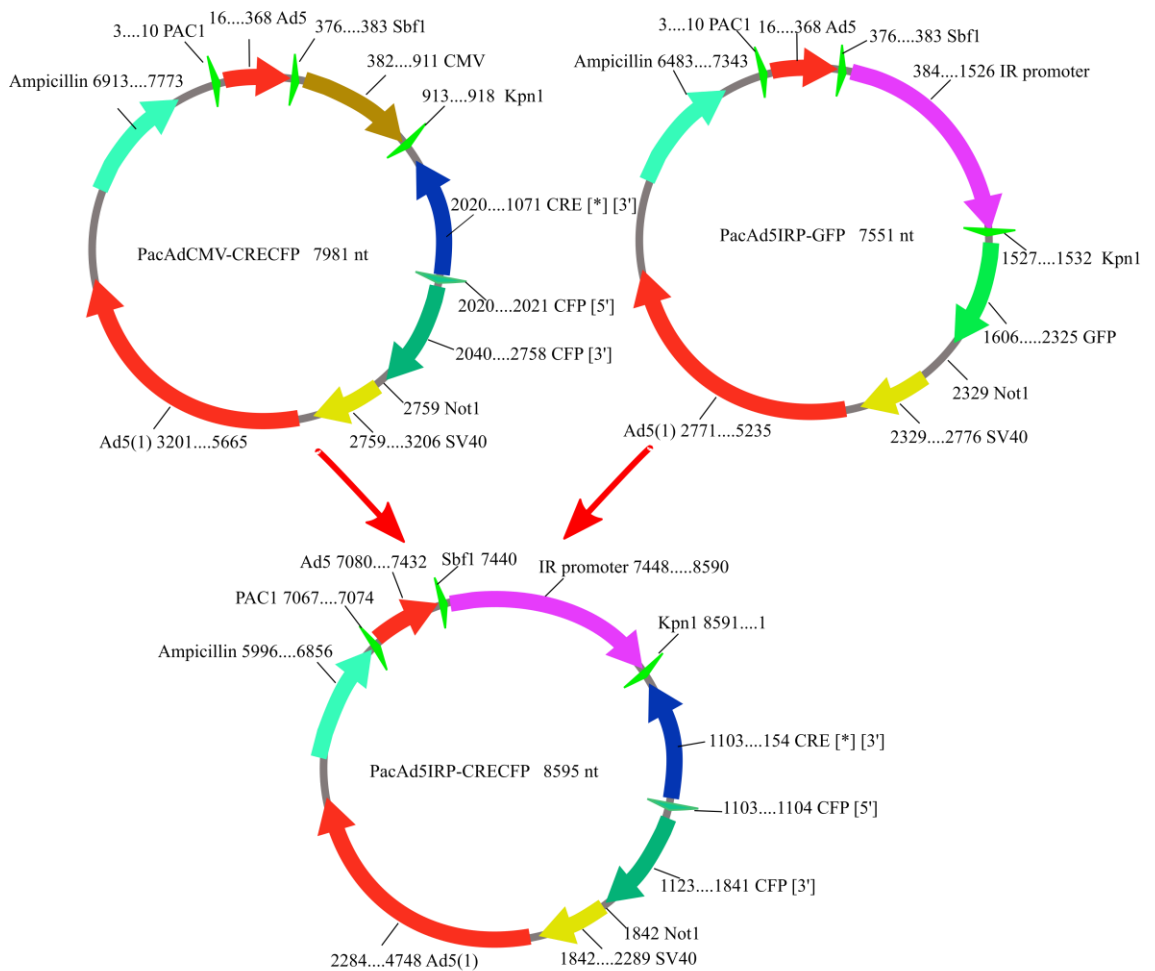 3....10 PAC1
16....368 Ad5
376....383 Sbf1
382....911 CMV
913....918 Kpn1
Ampicillin 6913....7773
2020....1071 CRE [*] [3']
PacAdCMV-CRECFP 7981 nt
2020....2021 CFP [5']
2040....2758 CFP [3']
2759 Not1
2759....3206 SV40
Ad5(1) 3201....5665
3....10 PAC1
16....368 Ad5
376....383 Sbf1
384....1526 IR promoter
Ampicillin 6483....7343
PacAd5IRP-GFP 7551 nt
1527....1532 Kpn1
1606.....2325 GFP
2329 Not1
2329....2776 SV40
Ad5(1) 2771....5235
Ad5 7080....7432
Sbf1 7440
IR promoter 7448.....8590
PAC1 7067....7074
Kpn1 8591....1
Ampicillin 5996....6856
1103....154 CRE [*] [3']
PacAd5IRP-CRECFP 8595 nt
1103....1104 CFP [5']
1123....1841 CFP [3']
1842 Not1
1842....2289 SV40
2284....4748 Ad5(1)